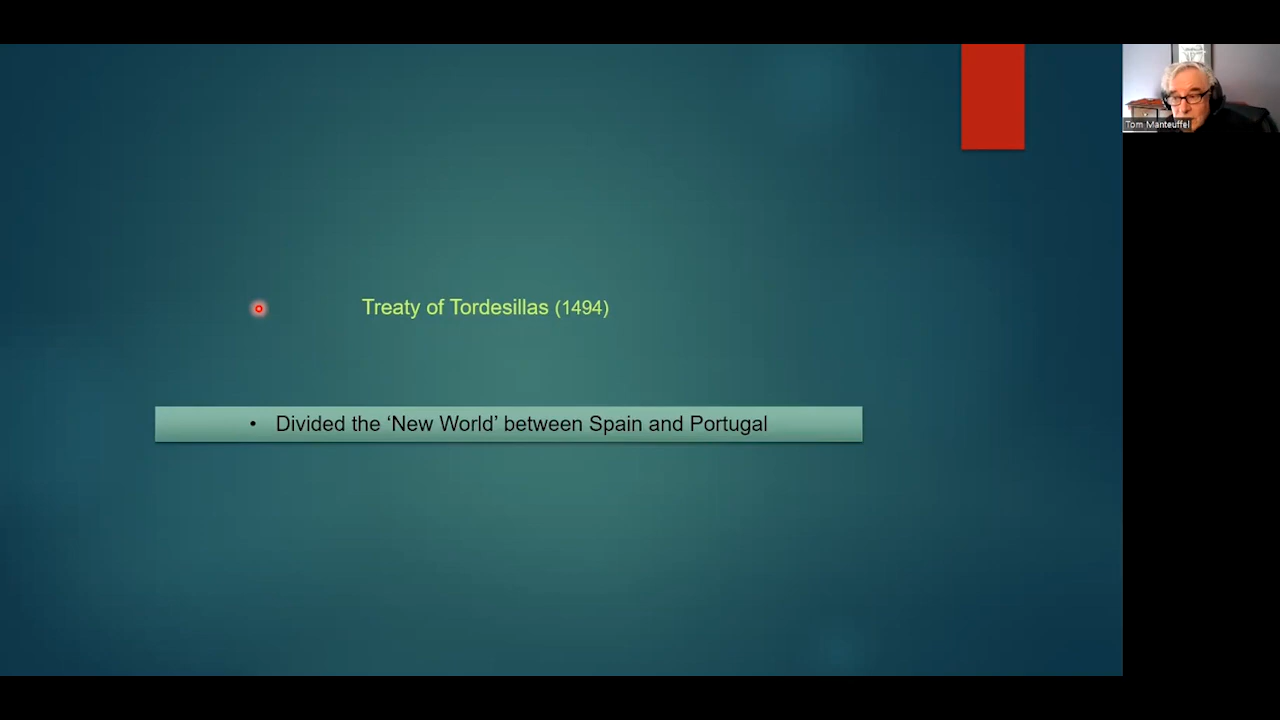 Tom Manteuffel
Treaty of Tordesillas (1494)
• Divided the ‘New World’ between Spain and Portugal